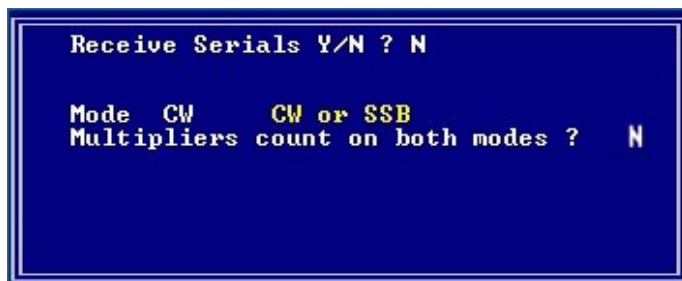 Receive Serials Y/N ? N
Mode CW CW or SSB
Multipliers count on both modes ? N